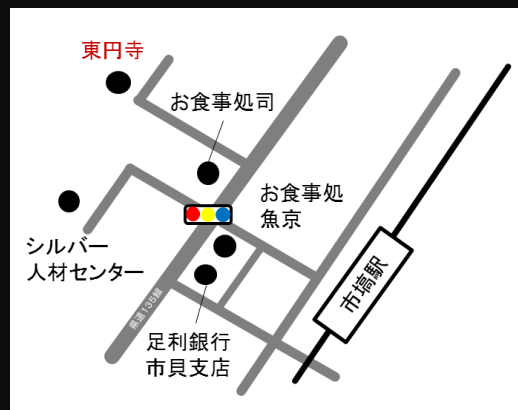 東円寺
お食事処司
お食事処
魚京
シルバー
人材センター
市塙駅
県道135線
足利銀行
市貝支店